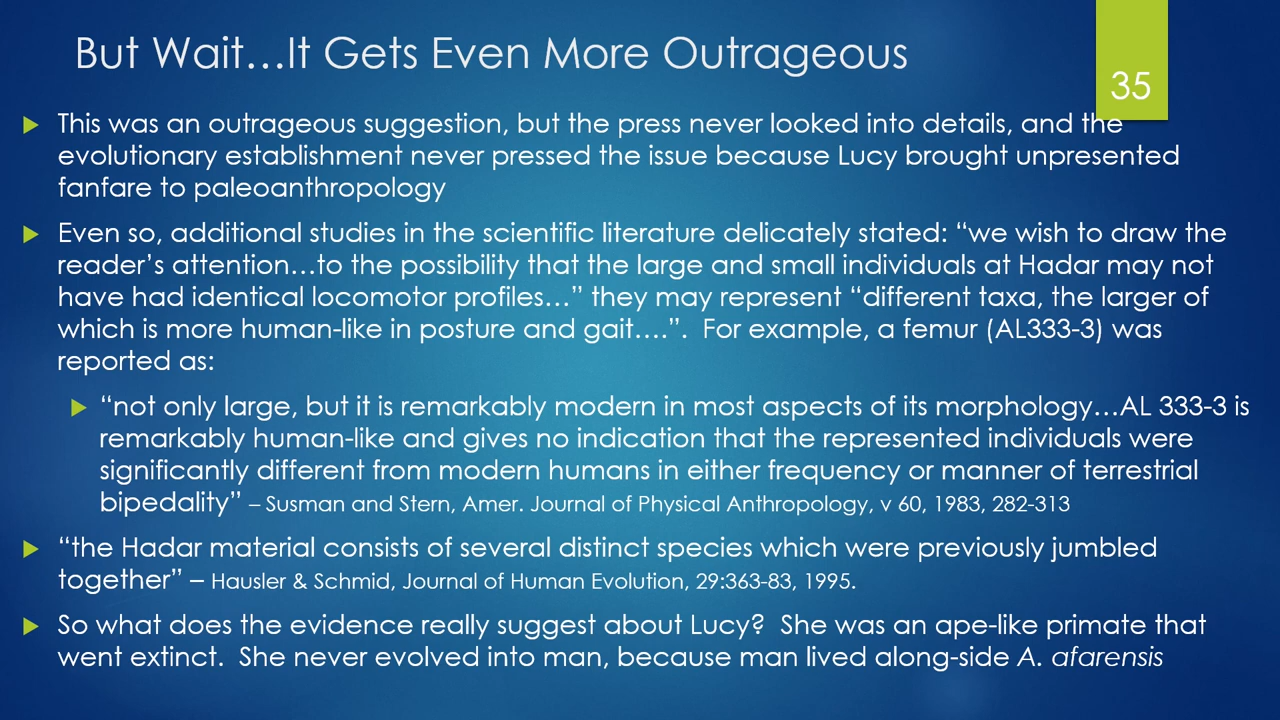 But Wait…It Gets Even More Outrageous
35
This was an outrageous suggestion, but the press never looked into details, and the
evolutionary establishment never pressed the issue because Lucy brought unpresented
fanfare to paleoanthropology
Even so, additional studies in the scientific literature delicately stated: “we wish to draw the
reader’s attention…to the possibility that the large and small individuals at Hadar may not
have had identical locomotor profiles…” they may represent “different taxa, the larger of
which is more human-like in posture and gait….”.  For example, a femur (AL333-3) was
reported as:
“not only large, but it is remarkably modern in most aspects of its morphology…AL 333-3 is
remarkably human-like and gives no indication that the represented individuals were
significantly different from modern humans in either frequency or manner of terrestrial
bipedality” – Susman and Stern, Amer. Journal of Physical Anthropology, v 60, 1983, 282-313
“the Hadar material consists of several distinct species which were previously jumbled
together” – Hausler & Schmid, Journal of Human Evolution, 29:363-83, 1995.
So what does the evidence really suggest about Lucy?  She was an ape-like primate that
went extinct.  She never evolved into man, because man lived along-side A. afarensis